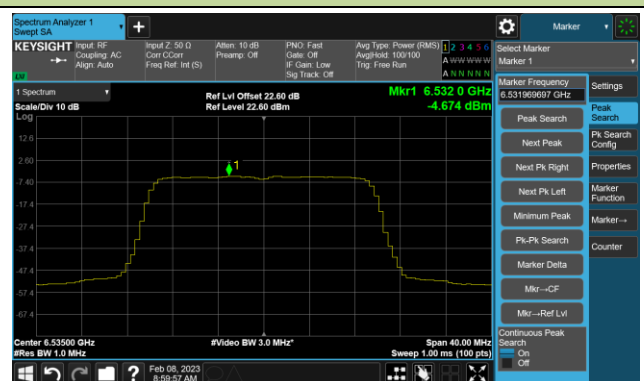 Spectrum Analyzer 1
Swept SA
+
Marker
KEYSIGHT
Input: RF
Coupling: AC
Align: Auto
Input Z: 50 Ω
Corr CCorr
Freq Ref: Int (S)
Atten: 10 dB
Preamp: Off
PNO: Fast
Gate: Off
IF Gain: Low
Sig Track: Off
Avg Type: Power (RMS)
Avg|Hold: 100/100
Trig: Free Run
1 2 3 4 5 6
A W W W W W
A N N N N N
Select Marker
Marker 1
1 Spectrum
Scale/Div 10 dB
Log
Ref Lvl Offset 22.60 dB
Ref Level 22.60 dBm
Mkr1 6.532 0 GHz
-4.674 dBm
12.6
2.60
-7.40
-17.4
-27.4
-37.4
-47.4
-57.4
-67.4
1
Center 6.53500 GHz
#Res BW 1.0 MHz
#Video BW 3.0 MHz*
Span 40.00 MHz
Sweep 1.00 ms (100 pts)
Marker Frequency
6.531969697 GHz
Peak Search
Next Peak
Next Pk Right
Next Pk Left
Minimum Peak
Pk-Pk Search
Marker Delta
Mkr→CF
Mkr→Ref Lvl
Continuous Peak
Search
On
Off
Settings
Peak
Search
Pk Search
Config
Properties
Marker
Function
Marker→
Counter
?
Feb 08, 2023
8:59:57 AM